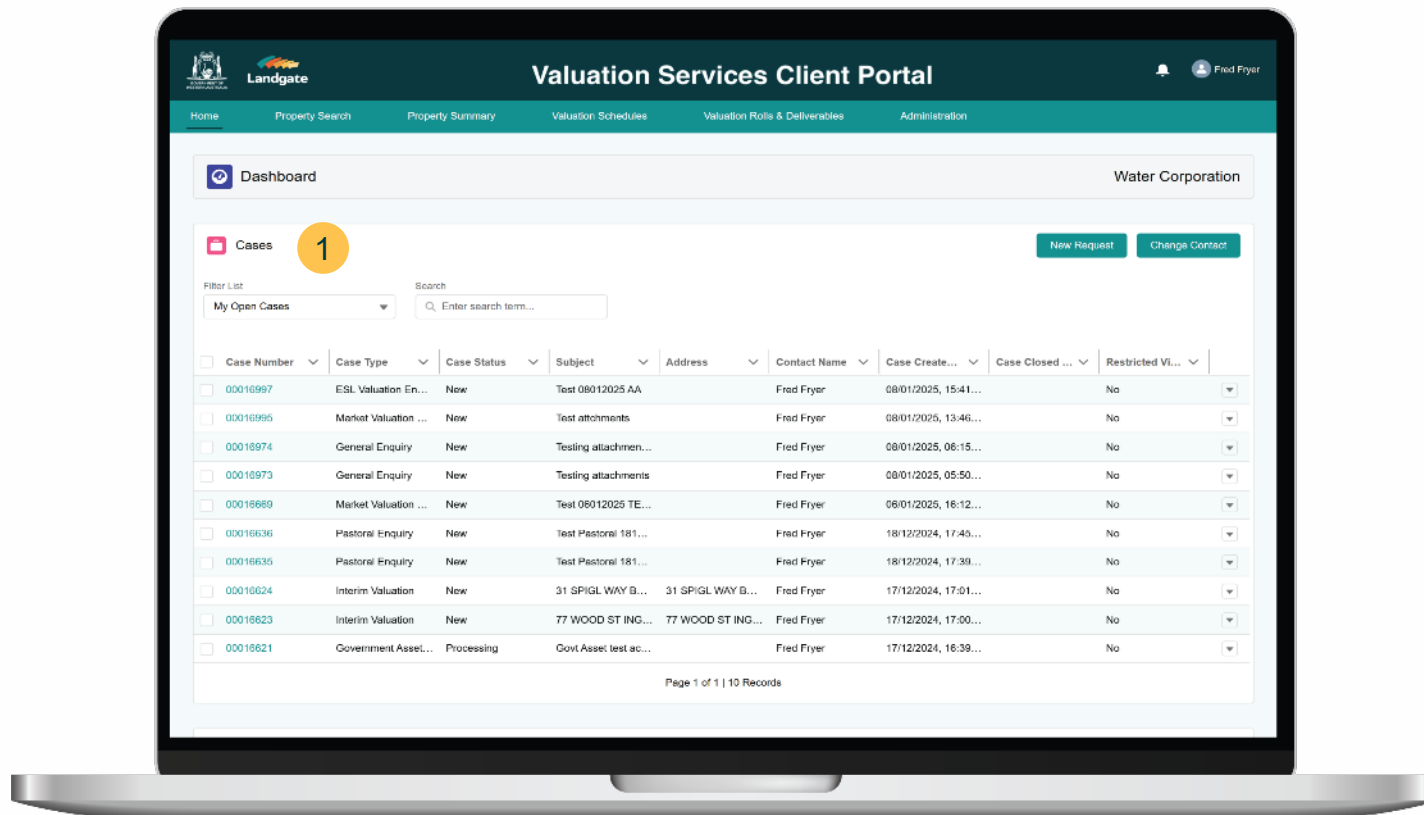 GOVERNMENT OF
WESTERN AUSTRALIA
Landgate
Valuation Services Client Portal
Fred Fryer
Home Property Search Property Summary Valuation Schedules Valuation Rolls & Deliverables Administration
Dashboard Water Corporation
Cases 1 New Request Change Contact
Filter List Search
My Open Cases Enter search term...
Case Number Case Type Case Status Subject Address Contact Name Case Create... Case Closed ... Restricted Vi...
00016997 ESL Valuation En... New Test 08012025 AA Fred Fryer 08/01/2025, 15:41... No
00016995 Market Valuation ... New Test attchments Fred Fryer 08/01/2025, 13:46... No
00016974 General Enquiry New Testing attachmen... Fred Fryer 08/01/2025, 06:15... No
00016973 General Enquiry New Testing attachments Fred Fryer 08/01/2025, 05:50... No
00016669 Market Valuation ... New Test 06012025 TE... Fred Fryer 06/01/2025, 16:12... No
00016636 Pastoral Enquiry New Test Pastoral 181... Fred Fryer 18/12/2024, 17:45... No
00016635 Pastoral Enquiry New Test Pastoral 181... Fred Fryer 18/12/2024, 17:39... No
00016624 Interim Valuation New 31 SPIGL WAY B... 31 SPIGL WAY B... Fred Fryer 17/12/2024, 17:01... No
00016623 Interim Valuation New 77 WOOD ST ING... 77 WOOD ST ING... Fred Fryer 17/12/2024, 17:00... No
00016621 Government Asset... Processing Govt Asset test ac... Fred Fryer 17/12/2024, 16:39... No
Page 1 of 1 | 10 Records